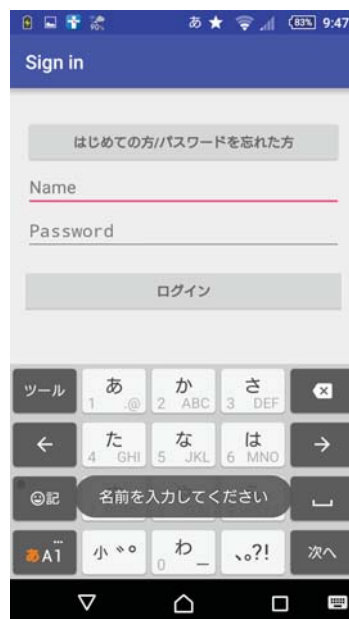 あ 83% 9:47
Sign in
はじめての方/パスワードを忘れた方
Name
Password
ログイン
ツール あ 1 .@ か 2 ABC さ 3 DEF
← た 4 GHI な 5 JKL は 6 MNO →
記 名前を入力してください
あA1 小 わ 0 _ 、。?! 次へ